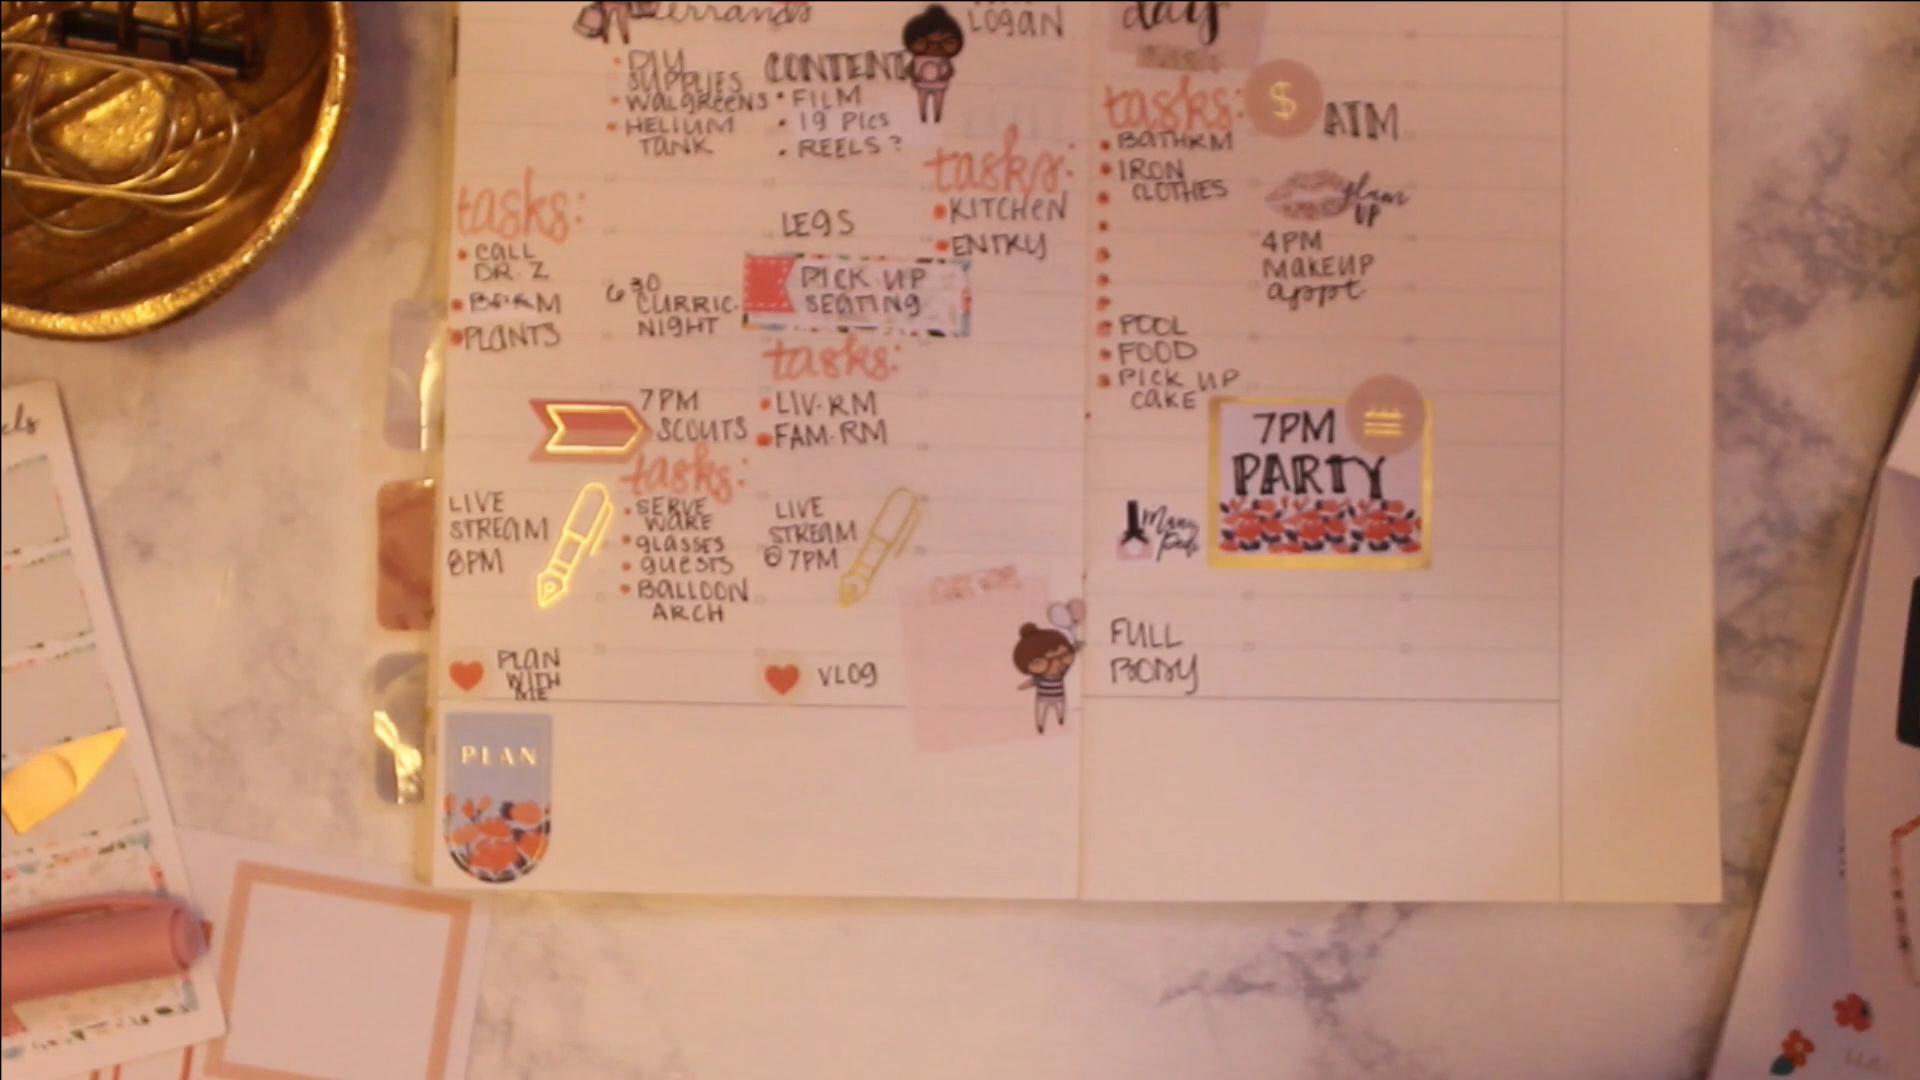 errands
LOGAN
day
DIY
SUPPLIES
WALGREENS
HELIUM
TANK
CONTENT
• FILM
• 19 PICS
• REELS?
tasks:
• CALL
DR. Z
PLANTS
6:30
CURRIC.
NIGHT
LEGS
PICK UP
SEATING
tasks:
• LIV. RM
• FAM. RM
tasks:
• KITCHEN
• ENTRY
tasks:
• BATHRM
• IRON
CLOTHES
• POOL
• FOOD
• PICK UP
CAKE
$ ATM
glam
UP
4PM
MAKEUP
appt
7PM
PARTY
7PM
SCOUTS
tasks:
• SERVE
WARE
• GLASSES
• GUESTS
• BALLOON
ARCH
LIVE
STREAM
8PM
LIVE
STREAM
@ 7PM
Mani
Pedi
FULL
BODY
PLAN
WITH
ME
VLOG
PLAN